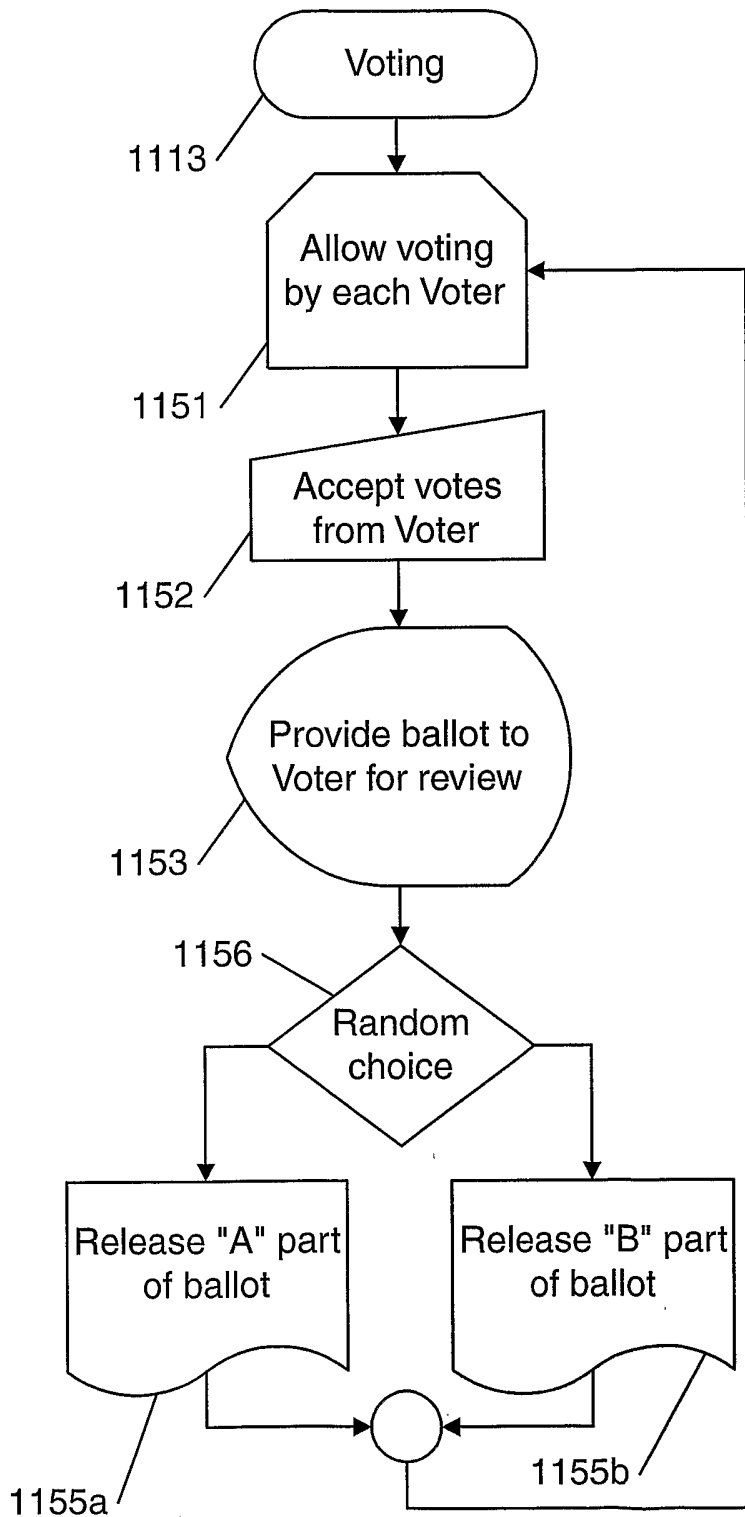 Voting
1113
Allow voting
by each Voter
1151
Accept votes
from Voter
1152
Provide ballot to
Voter for review
1153
1156
Random
choice
Release "A" part
of ballot
Release "B" part
of ballot
1155a
1155b